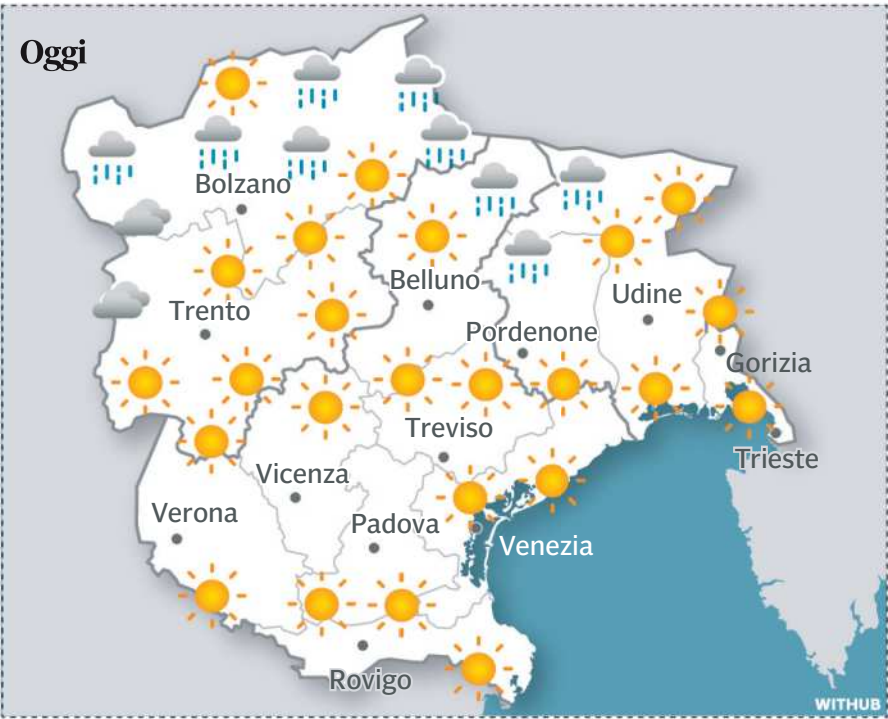 Oggi
Bolzano
Belluno
Trento
Udine
Pordenone
Gorizia
Treviso
Trieste
Vicenza
Verona
Padova
Venezia
Rovigo
WITHUB